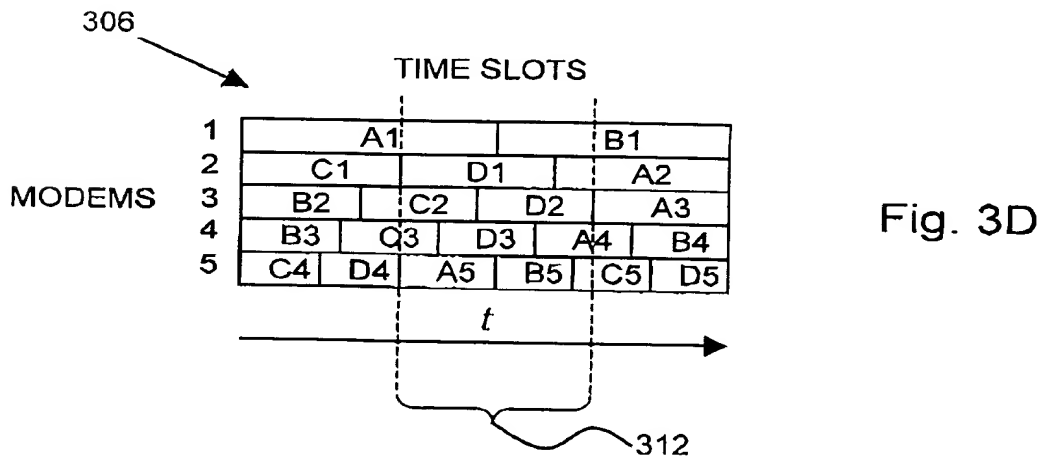 306
TIME SLOTS
1 A1 B1
2 C1 D1 A2
MODEMS 3 B2 C2 D2 A3
4 B3 C3 D3 A4 B4
5 C4 D4 A5 B5 C5 D5
Fig. 3D
t
312